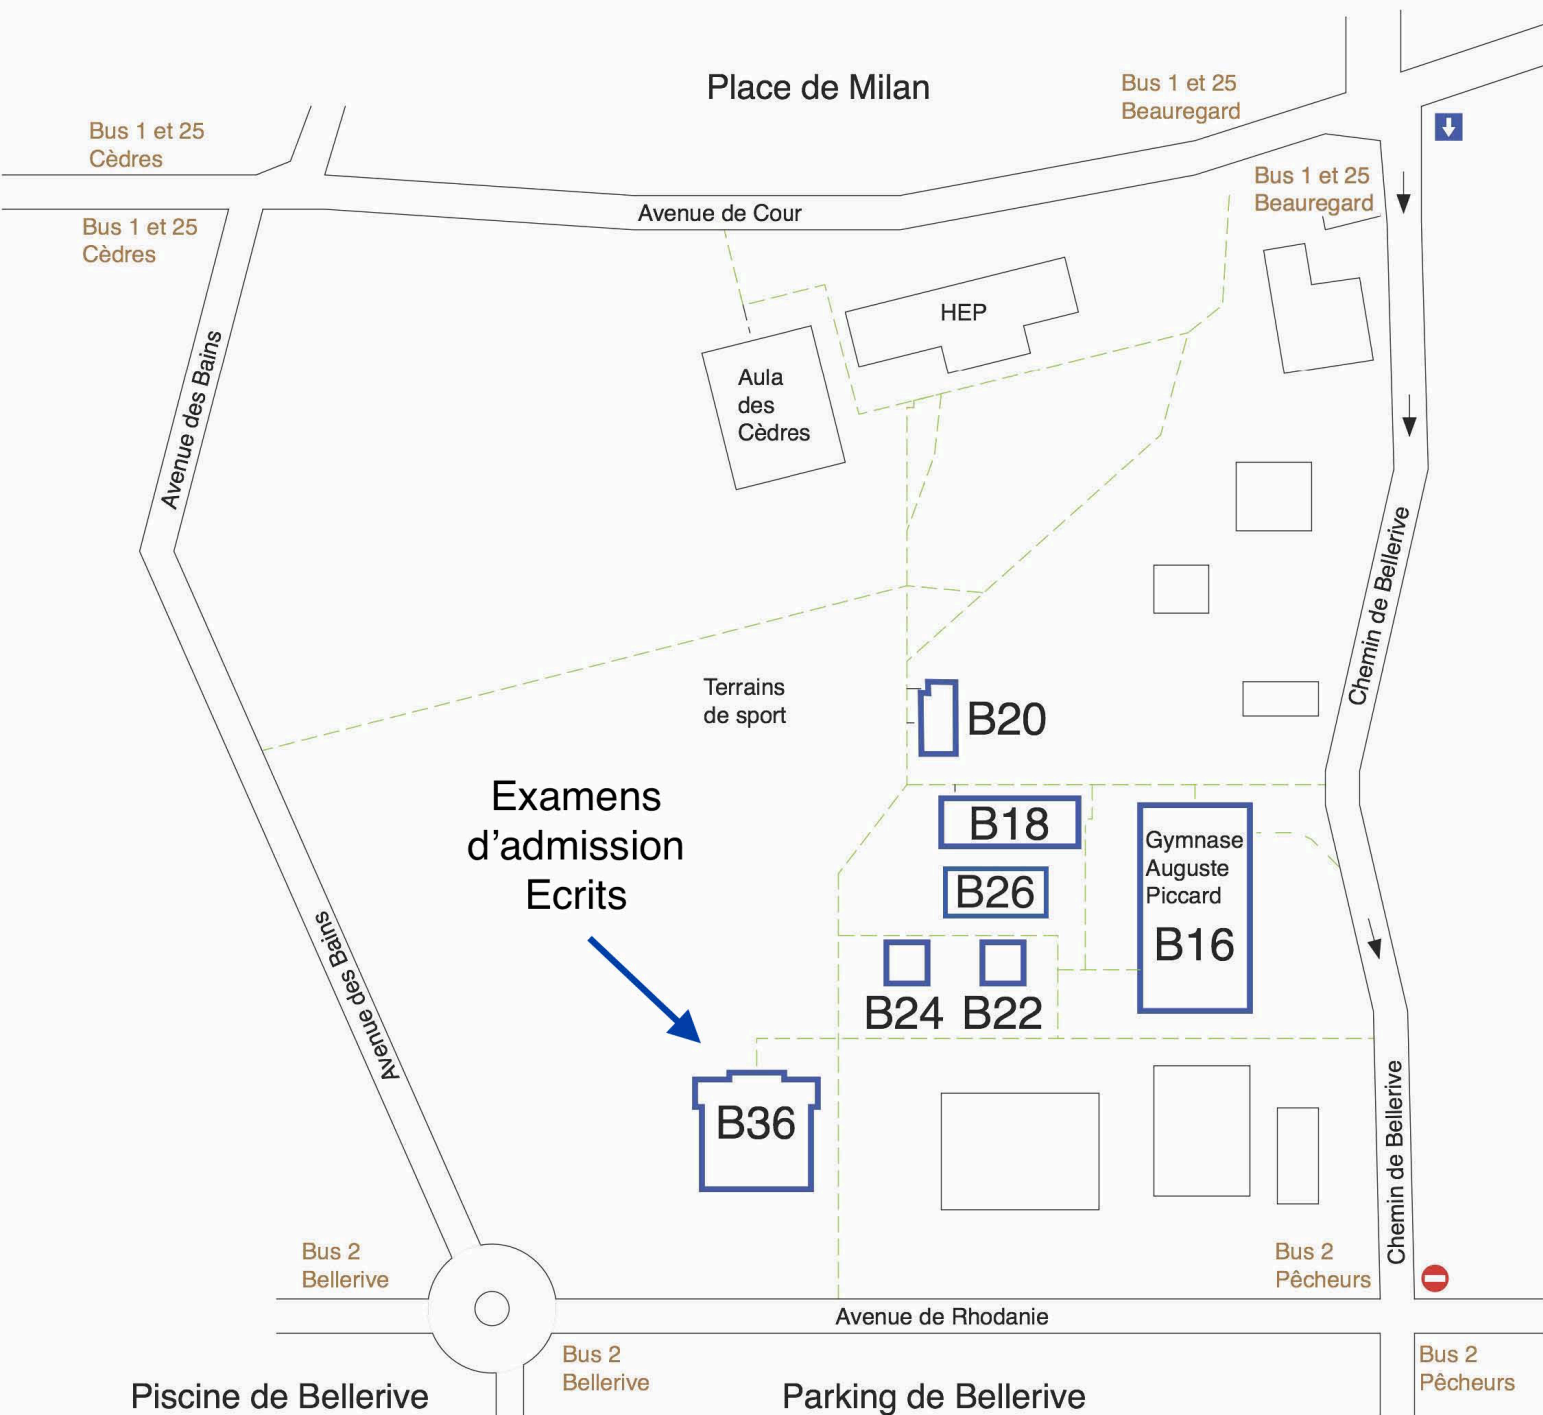 Place de Milan
Bus 1 et 25
Beauregard
Bus 1 et 25
Cèdres
Bus 1 et 25
Beauregard
Avenue de Cour
Bus 1 et 25
Cèdres
HEP
Aula
des
Cèdres
Avenue des Bains
Chemin de Bellerive
Terrains
de sport
B20
Examens
d'admission
Ecrits
B18
Gymnase
Auguste
Piccard
B16
B26
B24
B22
Avenue des Bains
B36
Chemin de Bellerive
Bus 2
Bellerive
Bus 2
Pêcheurs
Avenue de Rhodanie
Bus 2
Bellerive
Bus 2
Pêcheurs
Piscine de Bellerive
Parking de Bellerive